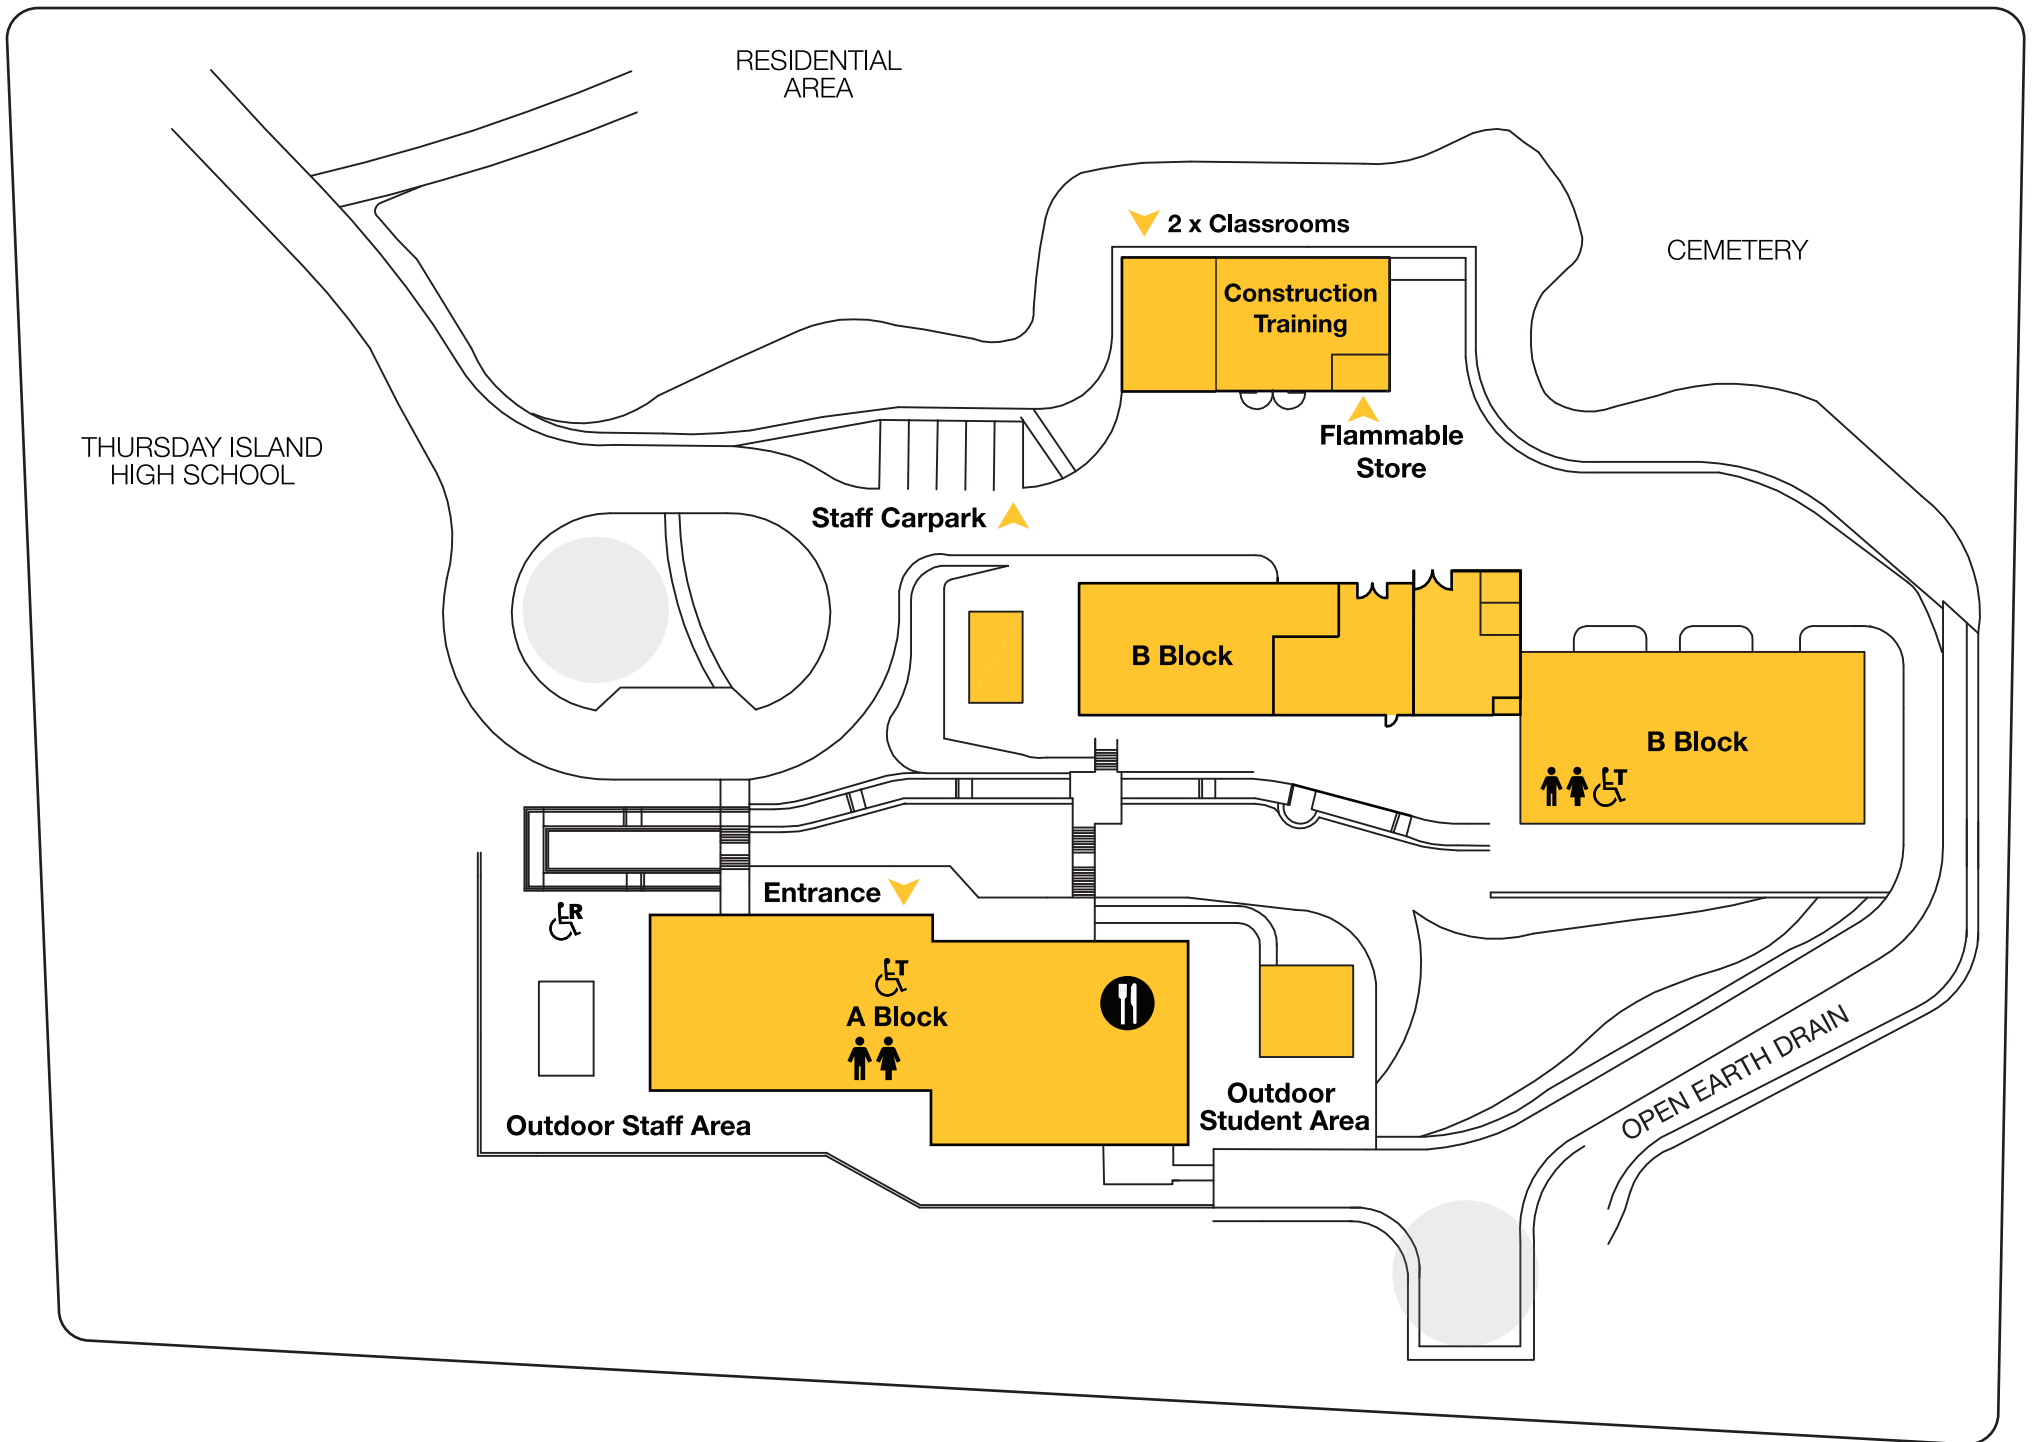 RESIDENTIAL
AREA
2 x Classrooms
CEMETERY
Construction
Training
THURSDAY ISLAND
HIGH SCHOOL
Flammable
Store
Staff Carpark
B Block
B Block
T
Entrance
R
T
A Block
Outdoor
Student Area
Outdoor Staff Area
OPEN EARTH DRAIN